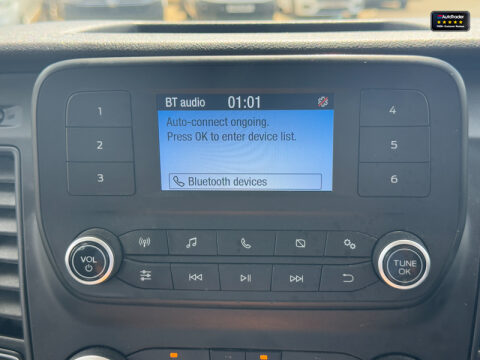 AutoTrader
BT audio 01:01
Auto-connect ongoing.
Press OK to enter device list.
Bluetooth devices
1
2
3
4
5
6
VOL
TUNE
OK